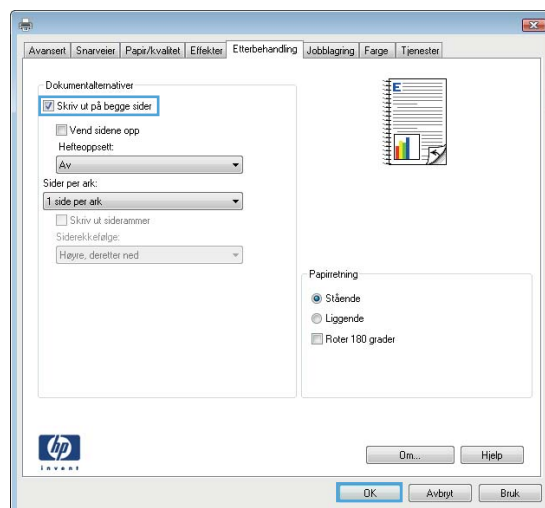 Avansert Snarveier Papir/kvalitet Effekter Etterbehandling Jobblagring Farge Tjenester
Dokumentalternativer
Skriv ut på begge sider
Vend sidene opp
Hefteoppsett:
Av
Sider per ark:
1 side per ark
Skriv ut siderammer
Siderekkefølge:
Høyre, deretter ned
E
Papirretning
Stående
Liggende
Roter 180 grader
hp
invent
Om... Hjelp
OK Avbryt Bruk